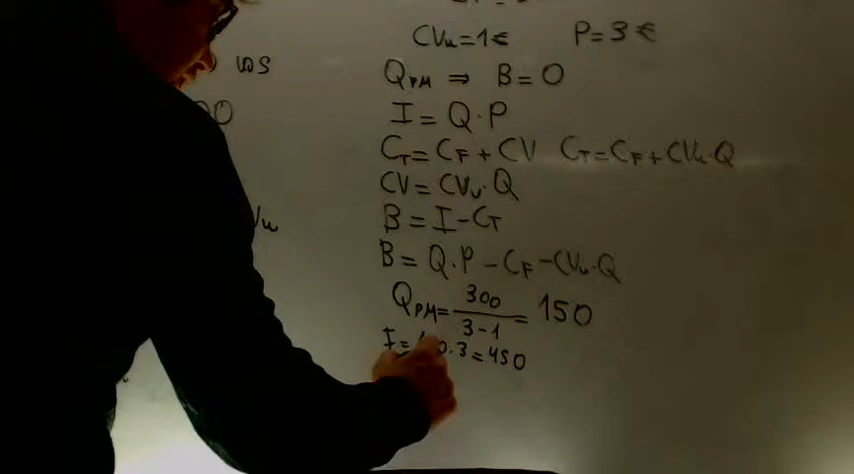 CVu=1€ P=3€
us
QPM ⇒ B=0
I = Q·P
CT=CF+CV CT=CF+CVu·Q
CV=CVu·Q
B=I-CT
B=Q·P-CF-CVu·Q
QPM=300/3-1=150
I= 0·3=450